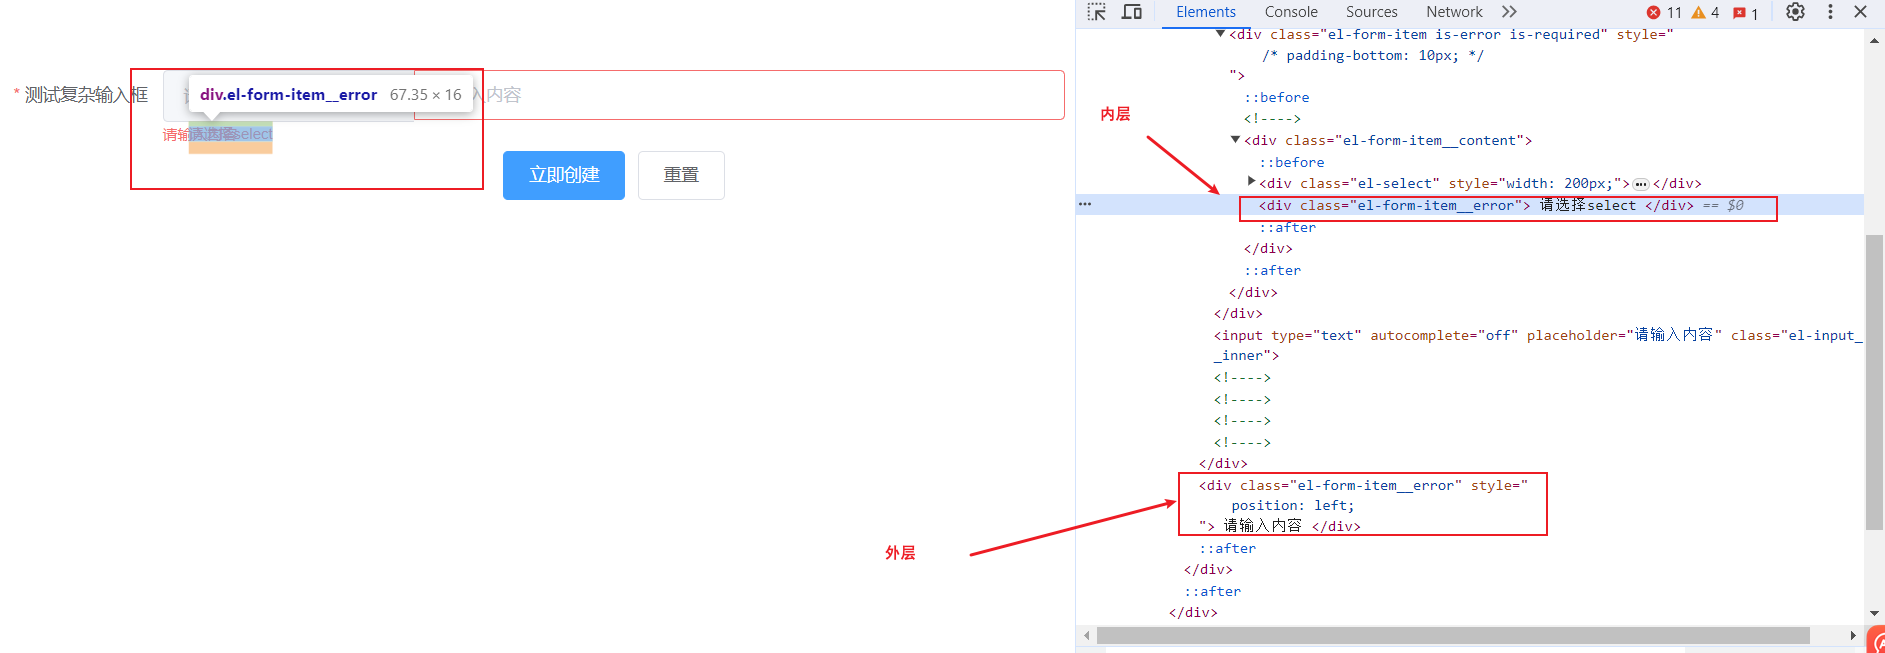 Elements Console Sources Network 11 4 1
<div class="el-form-item is-error is-required" style="
/* padding-bottom: 10px; */
">
::before
<!---->
<div class="el-form-item__content">
::before
<div class="el-select" style="width: 200px;"> </div>
<div class="el-form-item__error"> 请选择select </div> == $0
::after
</div>
::after
</div>
</div>
<input type="text" autocomplete="off" placeholder="请输入内容" class="el-input_
_inner">
<!---->
<!---->
<!---->
<!---->
</div>
<div class="el-form-item__error" style="
position: left;
"> 请输入内容 </div>
::after
</div>
::after
</div>
内层
外层
* 测试复杂输入框
div.el-form-item__error 67.35 × 16
入内容
请输入内容
请选择select
立即创建 重置